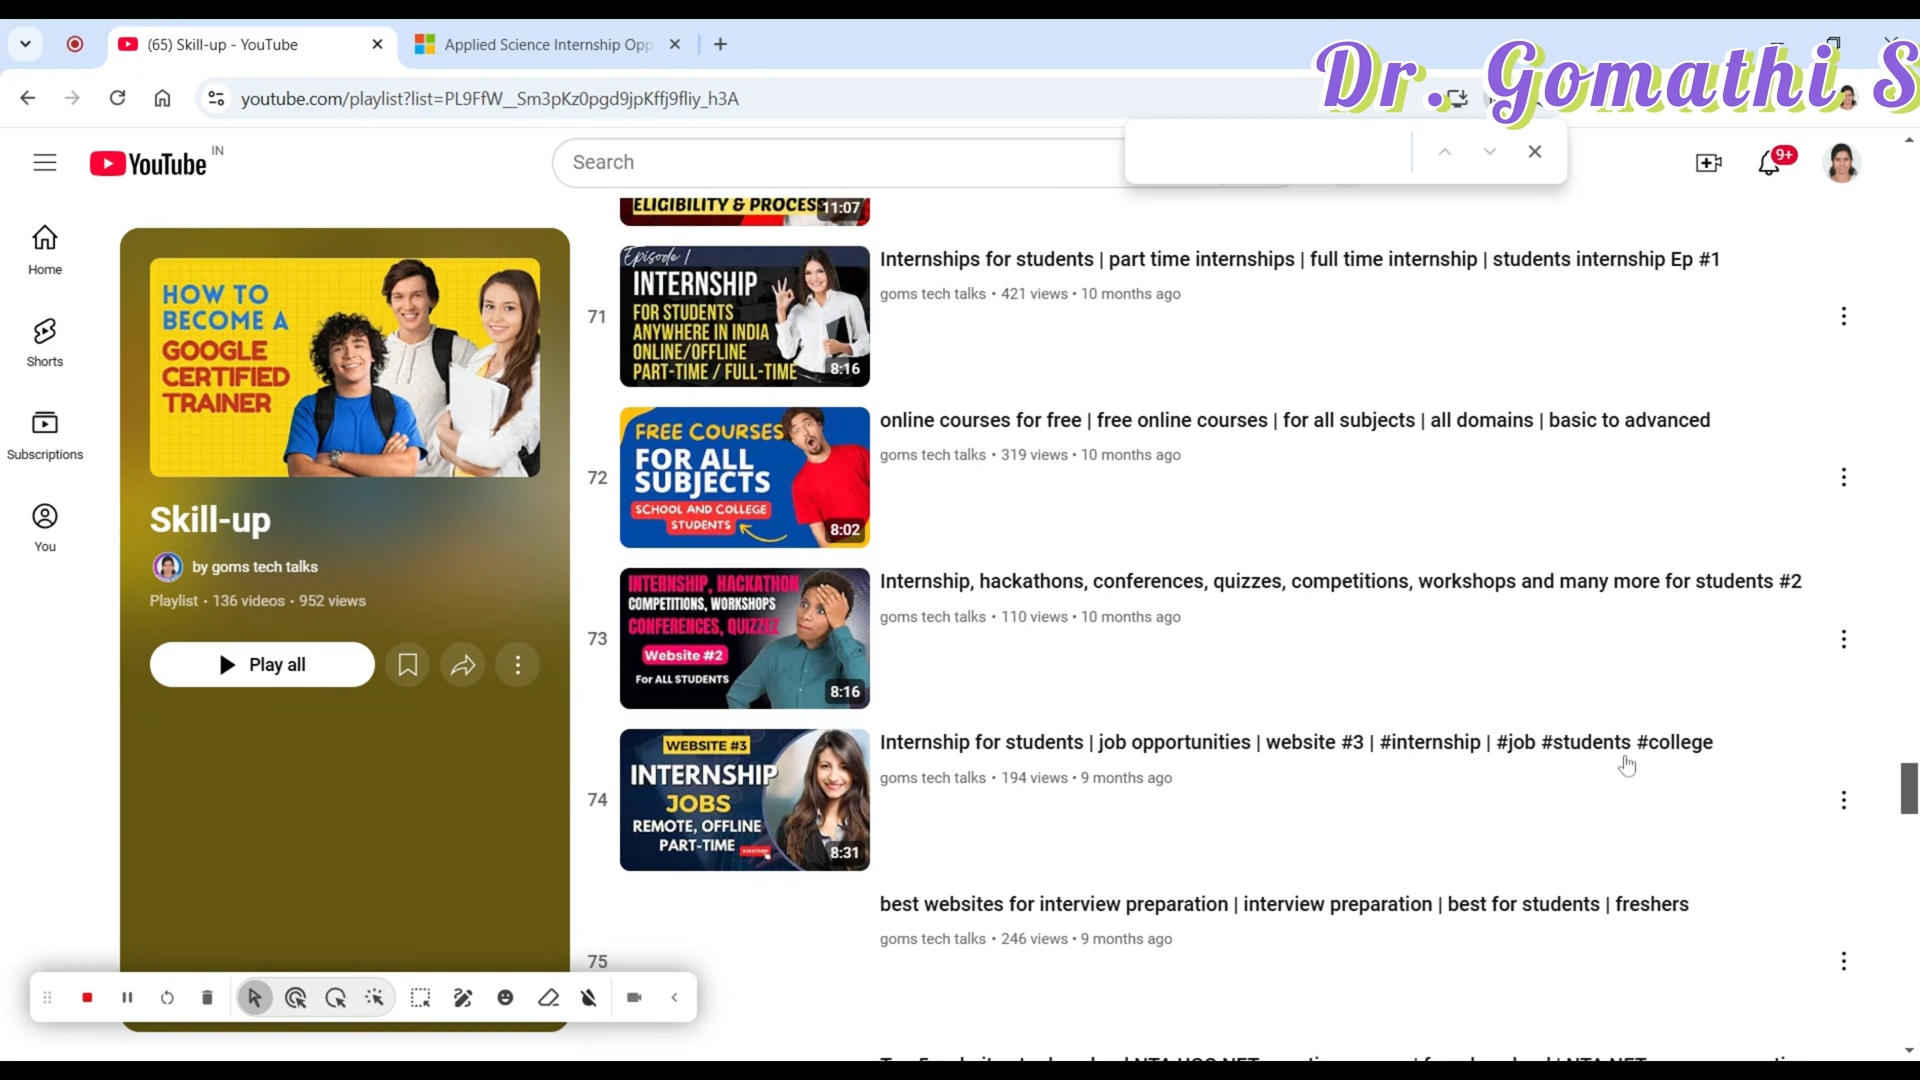 (65) Skill-up - YouTube
Applied Science Internship Opp
Dr. Gomathi S
youtube.com/playlist?list=PL9FfW__Sm3pKz0pgd9jpKffj9fliy_h3A
YouTube
IN
Search
9+
Home
Shorts
Subscriptions
You
HOW TO
BECOME A
GOOGLE
CERTIFIED
TRAINER
Skill-up
by goms tech talks
Playlist • 136 videos • 952 views
Play all
ELIGIBILITY & PROCESS
11:07
71
Episode 1
INTERNSHIP
FOR STUDENTS
ANYWHERE IN INDIA
ONLINE/OFFLINE
PART-TIME / FULL-TIME
8:16
Internships for students | part time internships | full time internship | students internship Ep #1
goms tech talks • 421 views • 10 months ago
72
FREE COURSES
FOR ALL
SUBJECTS
SCHOOL AND COLLEGE
STUDENTS
8:02
online courses for free | free online courses | for all subjects | all domains | basic to advanced
goms tech talks • 319 views • 10 months ago
73
INTERNSHIP, HACKATHON
COMPETITIONS, WORKSHOPS
CONFERENCES, QUIZZEZ
Website #2
For ALL STUDENTS
8:16
Internship, hackathons, conferences, quizzes, competitions, workshops and many more for students #2
goms tech talks • 110 views • 10 months ago
74
WEBSITE #3
INTERNSHIP
JOBS
REMOTE, OFFLINE
PART-TIME
8:31
Internship for students | job opportunities | website #3 | #internship | #job #students #college
goms tech talks • 194 views • 9 months ago
75
best websites for interview preparation | interview preparation | best for students | freshers
goms tech talks • 246 views • 9 months ago